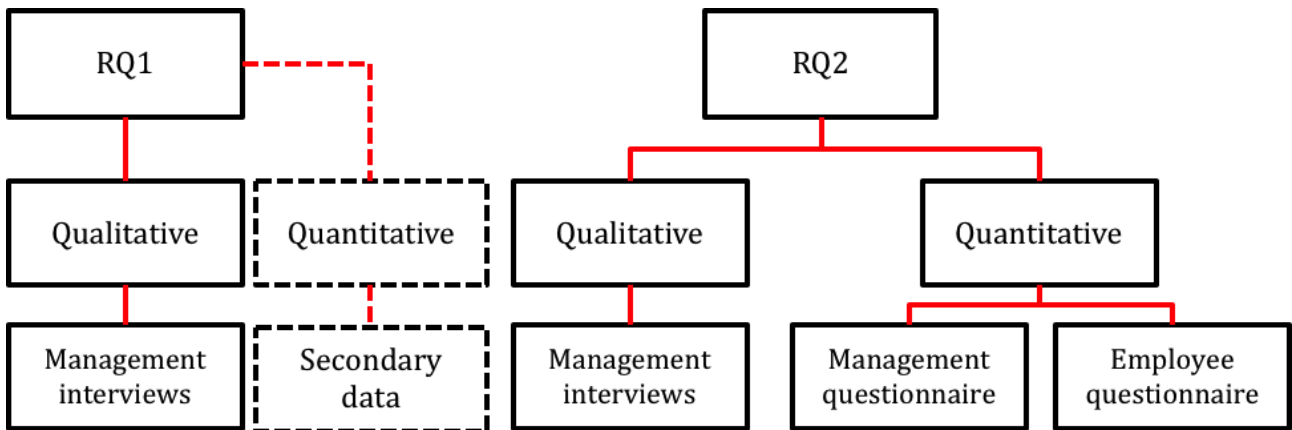 RQ1
RQ2
Qualitative
Quantitative
Qualitative
Quantitative
Management
interviews
Secondary
data
Management
interviews
Management
questionnaire
Employee
questionnaire